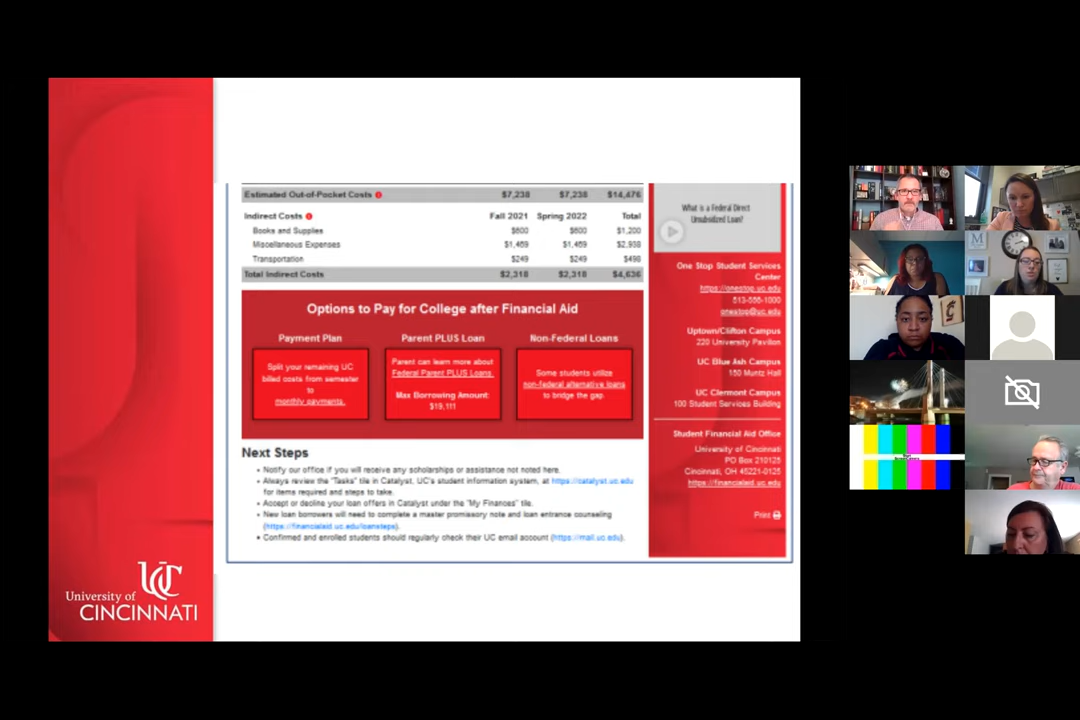 Estimated Out-of-Pocket Costs $7,238 $7,238 $14,476
Indirect Costs Fall 2021 Spring 2022 Total
Books and Supplies $600 $600 $1,200
Miscellaneous Expenses $1,469 $1,469 $2,938
Transportation $249 $249 $498
Total Indirect Costs $2,318 $2,318 $4,636
Options to Pay for College after Financial Aid
Payment Plan
Split your remaining UC
billed costs from semester
to
monthly payments.
Parent PLUS Loan
Parent can learn more about
Federal Parent PLUS Loans.
Max Borrowing Amount:
$19,111
Non-Federal Loans
Some students utilize
non-federal alternative loans
to bridge the gap.
Next Steps
• Notify our office if you will receive any scholarships or assistance not noted here.
• Always review the "Tasks" tile in Catalyst, UC's student information system, at https://catalyst.uc.edu
for items required and steps to take.
• Accept or decline your loan offers in Catalyst under the "My Finances" tile.
• New loan borrowers will need to complete a master promissory note and loan entrance counseling
(https://financialaid.uc.edu/loansteps).
• Confirmed and enrolled students should regularly check their UC email account (https://mail.uc.edu).
What is a Federal Direct
Unsubsidized Loan?
One Stop Student Services
Center
https://onestop.uc.edu
513-556-1000
onestop@uc.edu
Uptown/Clifton Campus
220 University Pavilion
UC Blue Ash Campus
150 Muntz Hall
UC Clermont Campus
100 Student Services Building
Student Financial Aid Office
University of Cincinnati
PO Box 210125
Cincinnati, OH 45221-0125
https://financialaid.uc.edu
Print
UC
University of
CINCINNATI